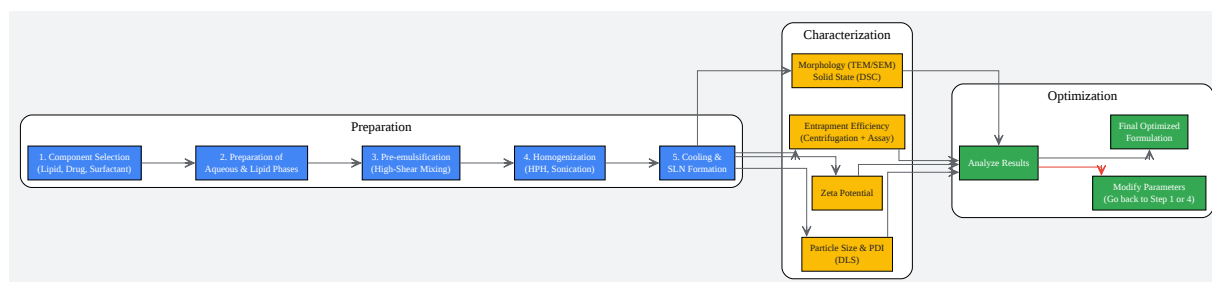 Preparation
1. Component Selection
(Lipid, Drug, Surfactant)
2. Preparation of
Aqueous & Lipid Phases
3. Pre-emulsification
(High-Shear Mixing)
4. Homogenization
(HPH, Sonication)
5. Cooling &
SLN Formation
Characterization
Morphology (TEM/SEM)
Solid State (DSC)
Entrapment Efficiency
(Centrifugation + Assay)
Zeta Potential
Particle Size & PDI
(DLS)
Optimization
Analyze Results
Final Optimized
Formulation
Modify Parameters
(Go back to Step 1 or 4)